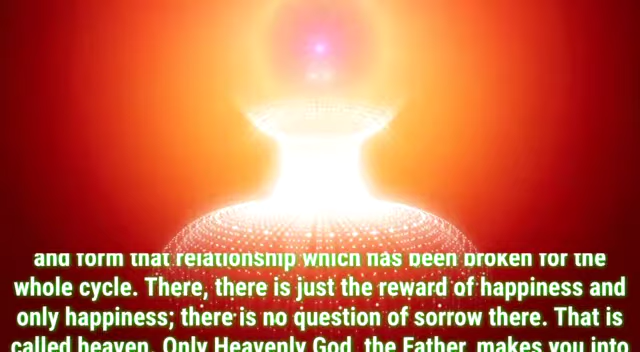 and form that relationship which has been broken for the
whole cycle. There, there is just the reward of happiness and
only happiness; there is no question of sorrow there. That is
called heaven. Only Heavenly God, the Father, makes you into